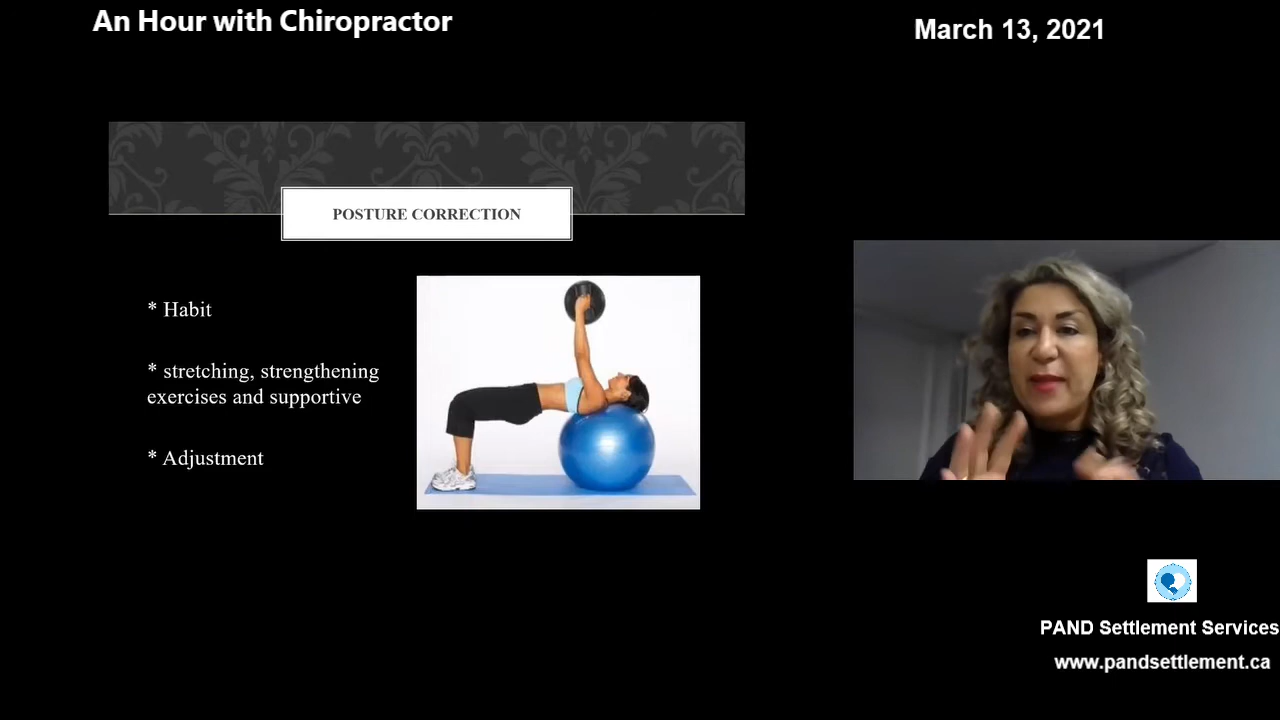 An Hour with Chiropractor
March 13, 2021
POSTURE CORRECTION
* Habit
* stretching, strengthening
exercises and supportive
* Adjustment
PAND Settlement Services
www.pandsettlement.ca